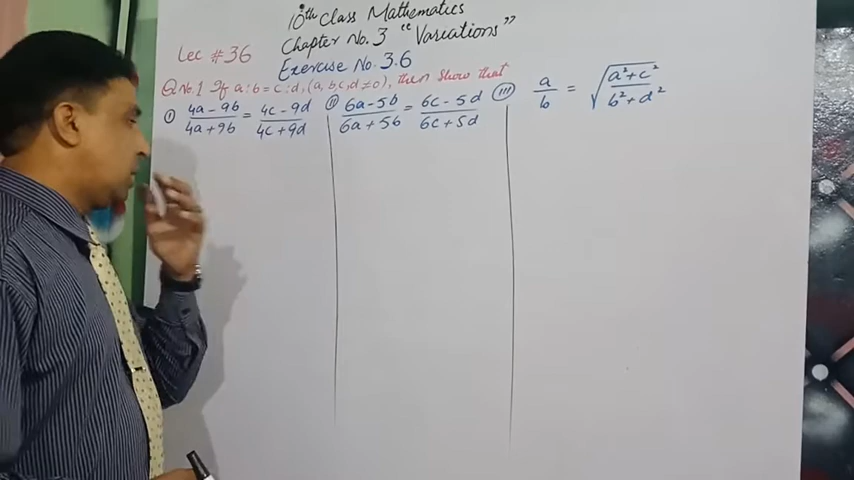 10th Class Mathematics
Lec #36
Chapter No. 3 "Variations"
Exercise No. 3.6
Q No.1 If a:b = c:d, (a,b,c,d ≠ 0), then show that
(i) (4a-9b)/(4a+9b) = (4c-9d)/(4c+9d)
(ii) (6a-5b)/(6a+5b) = (6c-5d)/(6c+5d)
(iii) a/b = √((a²+c²)/(b²+d²))